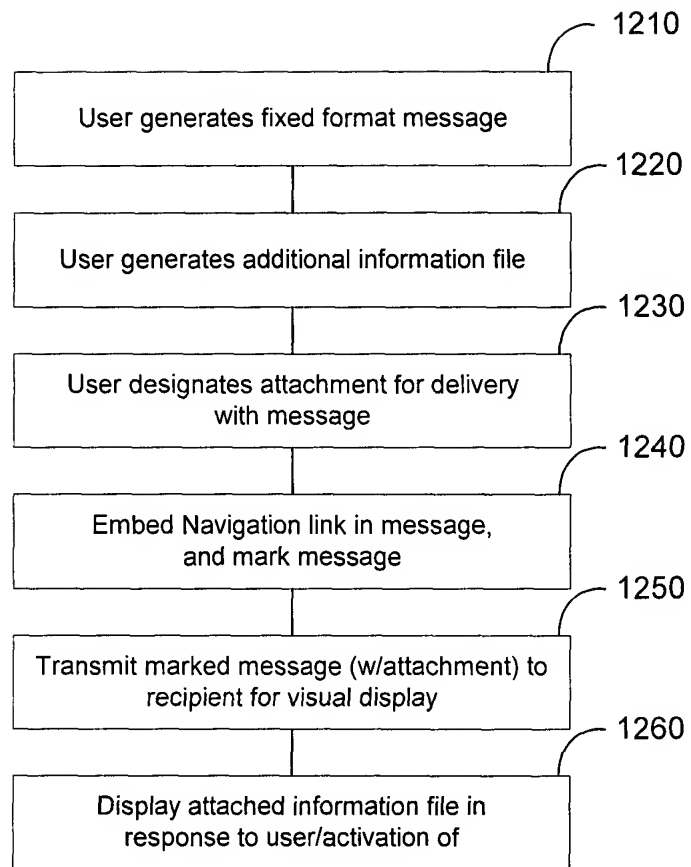 1210
User generates fixed format message
1220
User generates additional information file
1230
User designates attachment for delivery
with message
1240
Embed Navigation link in message,
and mark message
1250
Transmit marked message (w/attachment) to
recipient for visual display
1260
Display attached information file in
response to user/activation of